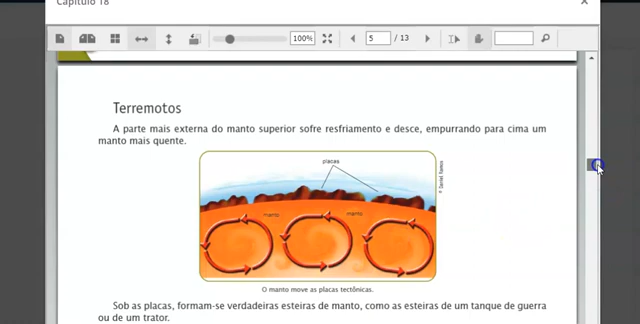 Capítulo 18
100%
5 / 13
Terremotos
A parte mais externa do manto superior sofre resfriamento e desce, empurrando para cima um
manto mais quente.
placas
© Daniel Ramos
manto manto
O manto move as placas tectônicas.
Sob as placas, formam-se verdadeiras esteiras de manto, como as esteiras de um tanque de guerra
ou de um trator.